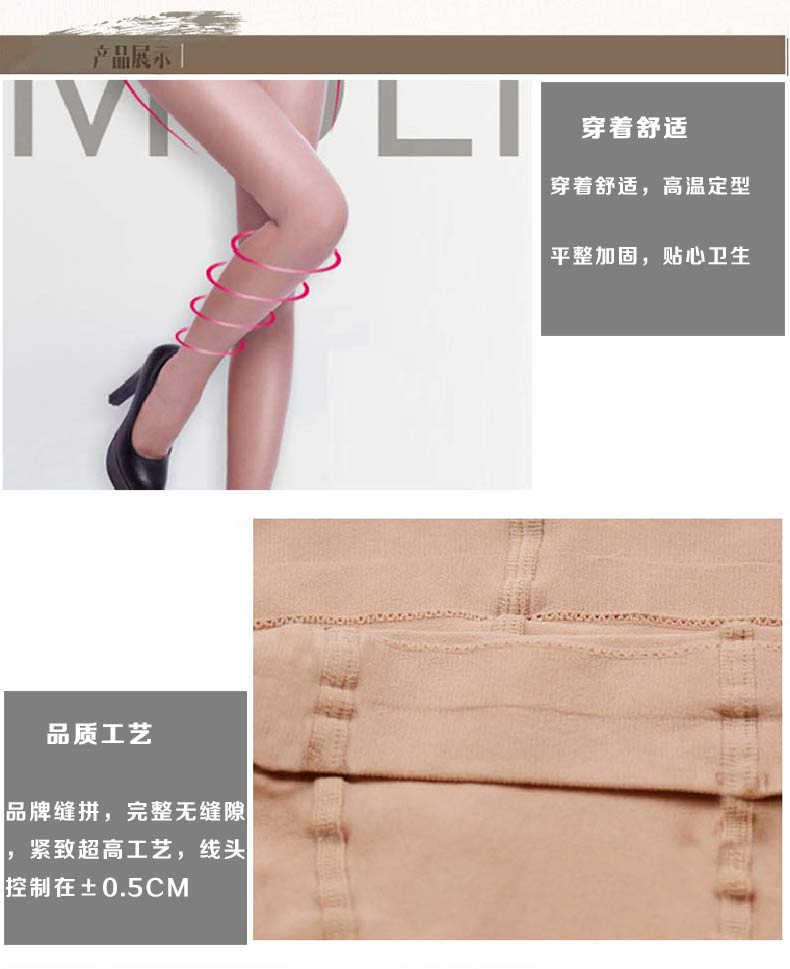 产品展示
穿着舒适
穿着舒适，高温定型
平整加固，贴心卫生
品质工艺
品牌缝拼，完整无缝隙
，紧致超高工艺，线头
控制在±0.5CM